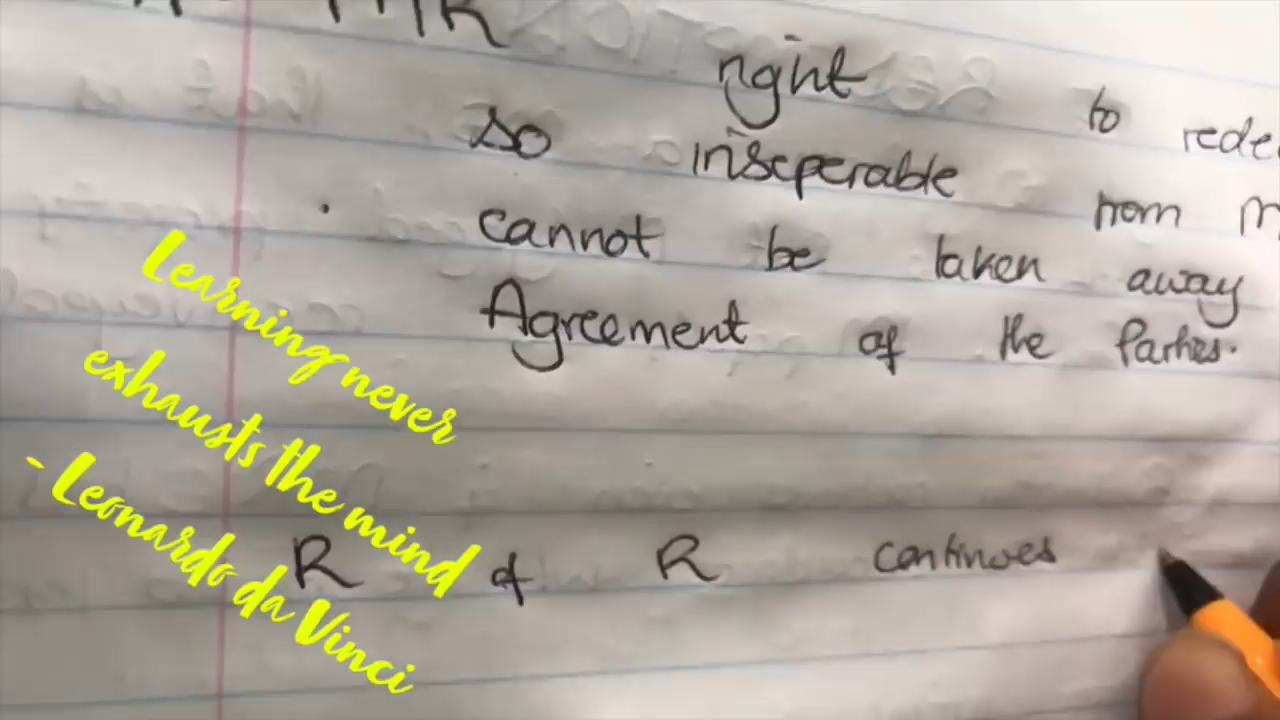 right to rede
so inseperable from m
cannot be taken away
Agreement of the Parties.
R of R continues
Learning never
exhausts the mind
- Leonardo da Vinci